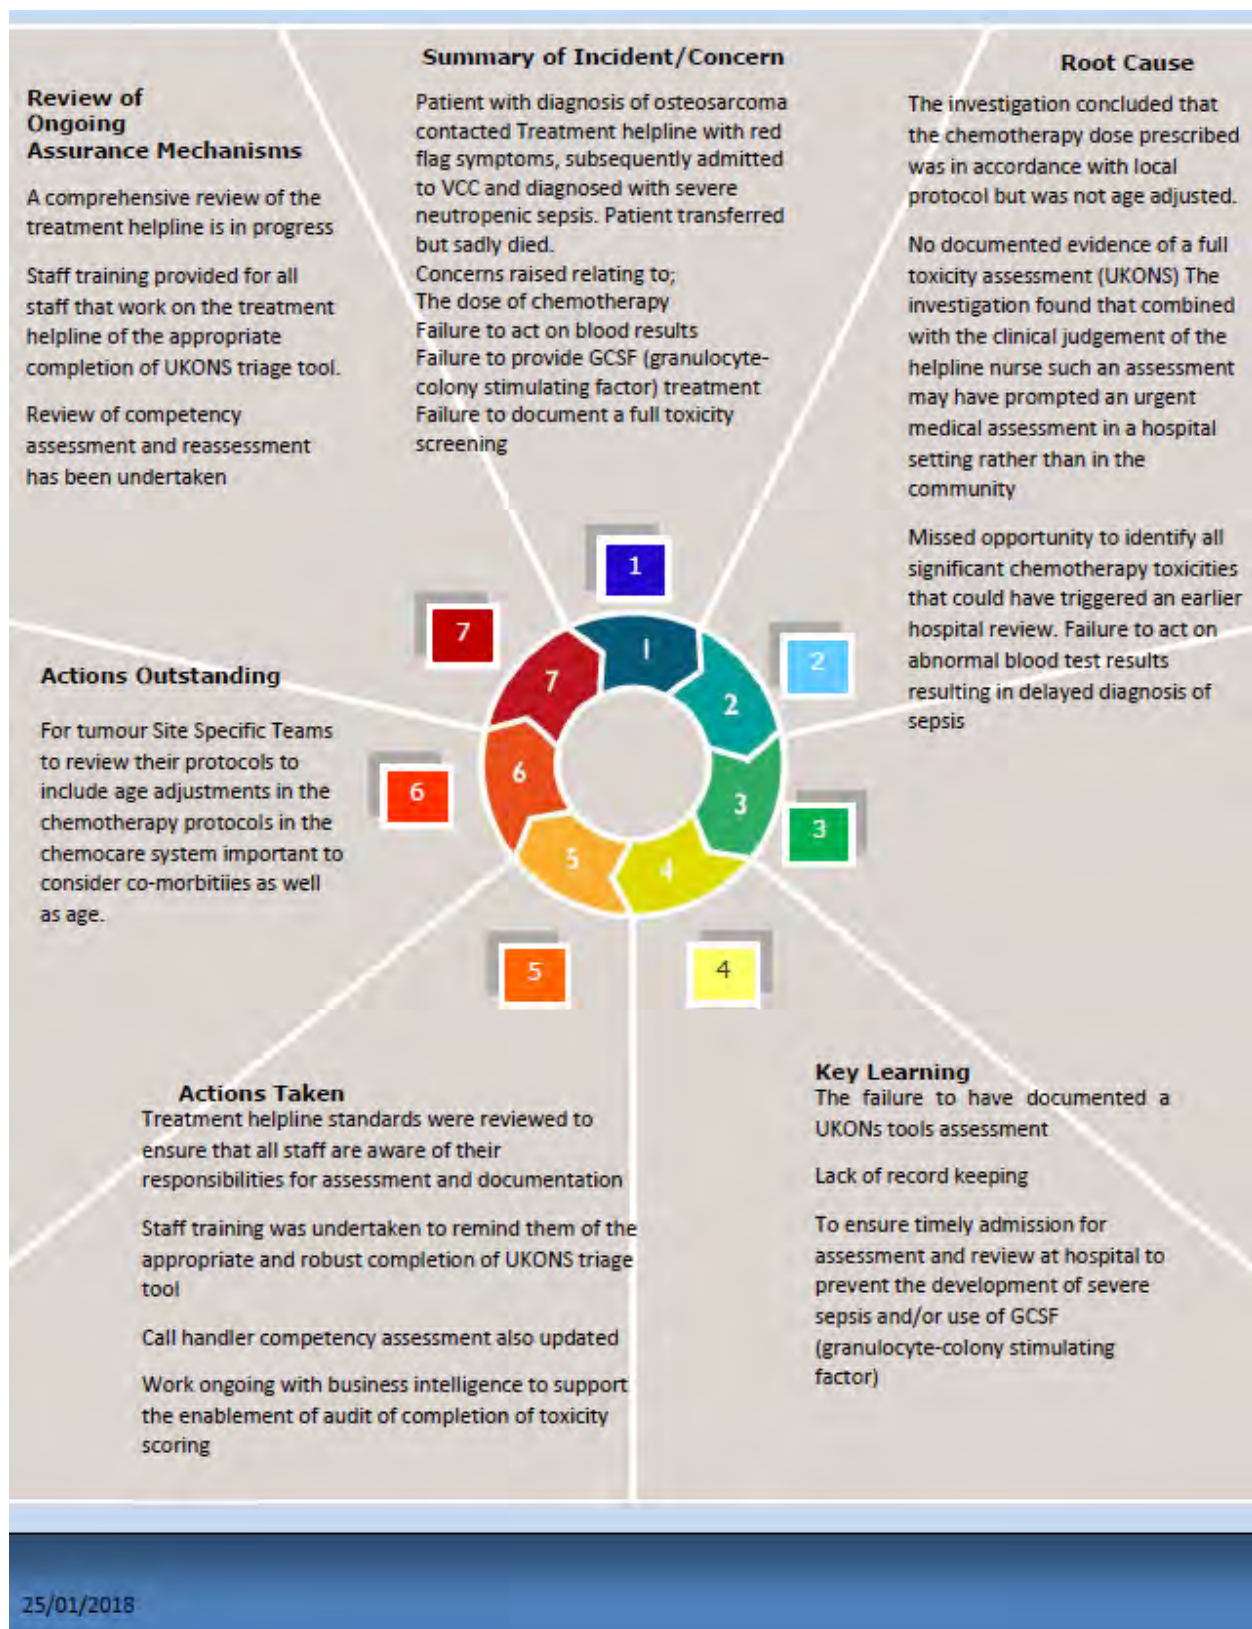 Summary of Incident/Concern
Patient with diagnosis of osteosarcoma
contacted Treatment helpline with red
flag symptoms, subsequently admitted
to VCC and diagnosed with severe
neutropenic sepsis. Patient transferred
but sadly died.
Concerns raised relating to;
The dose of chemotherapy
Failure to act on blood results
Failure to provide GCSF (granulocyte-
colony stimulating factor) treatment
Failure to document a full toxicity
screening
Root Cause
The investigation concluded that
the chemotherapy dose prescribed
was in accordance with local
protocol but was not age adjusted.
No documented evidence of a full
toxicity assessment (UKONS) The
investigation found that combined
with the clinical judgement of the
helpline nurse such an assessment
may have prompted an urgent
medical assessment in a hospital
setting rather than in the
community
Missed opportunity to identify all
significant chemotherapy toxicities
that could have triggered an earlier
hospital review. Failure to act on
abnormal blood test results
resulting in delayed diagnosis of
sepsis
Review of
Ongoing
Assurance Mechanisms
A comprehensive review of the
treatment helpline is in progress
Staff training provided for all
staff that work on the treatment
helpline of the appropriate
completion of UKONS triage tool.
Review of competency
assessment and reassessment
has been undertaken
1
2
3
4
5
6
7
1
2
3
4
5
6
7
Actions Outstanding
For tumour Site Specific Teams
to review their protocols to
include age adjustments in the
chemotherapy protocols in the
chemocare system important to
consider co-morbitiies as well
as age.
Key Learning
The failure to have documented a
UKONs tools assessment
Lack of record keeping
To ensure timely admission for
assessment and review at hospital to
prevent the development of severe
sepsis and/or use of GCSF
(granulocyte-colony stimulating
factor)
Actions Taken
Treatment helpline standards were reviewed to
ensure that all staff are aware of their
responsibilities for assessment and documentation
Staff training was undertaken to remind them of the
appropriate and robust completion of UKONS triage
tool
Call handler competency assessment also updated
Work ongoing with business intelligence to support
the enablement of audit of completion of toxicity
scoring
25/01/2018